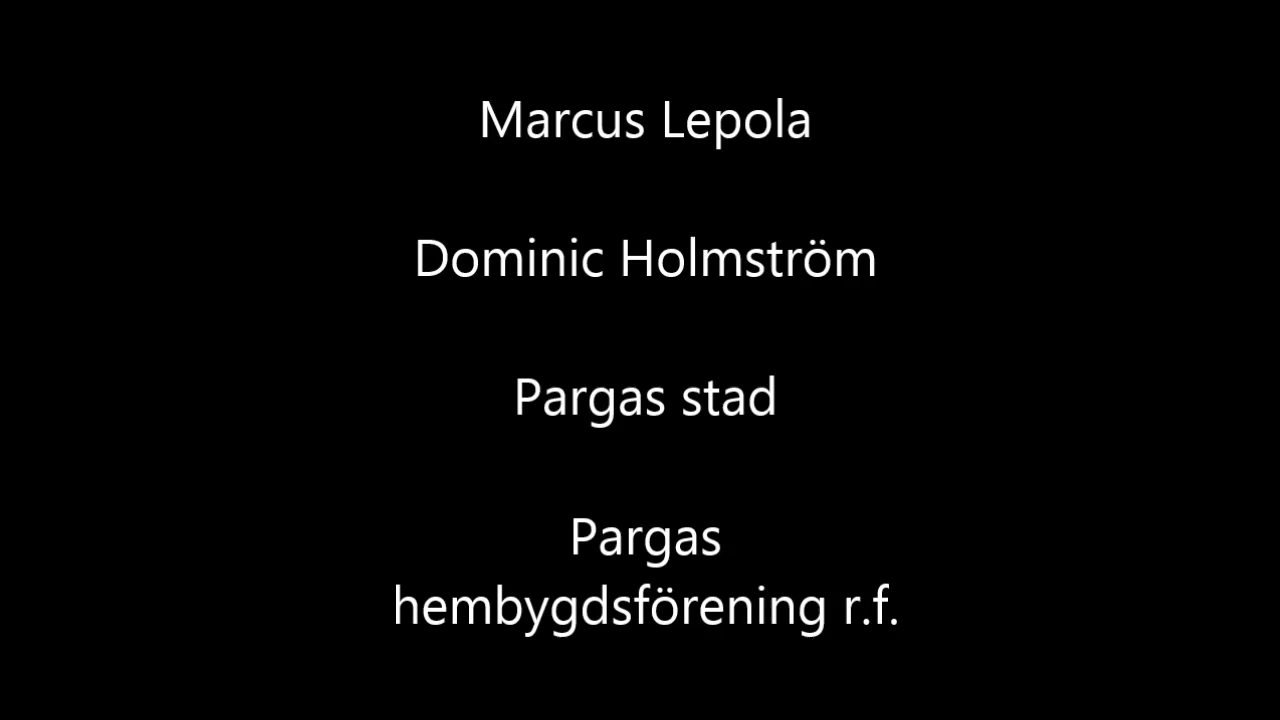 Marcus Lepola
Dominic Holmström
Pargas stad
Pargas
hembygdsförening r.f.